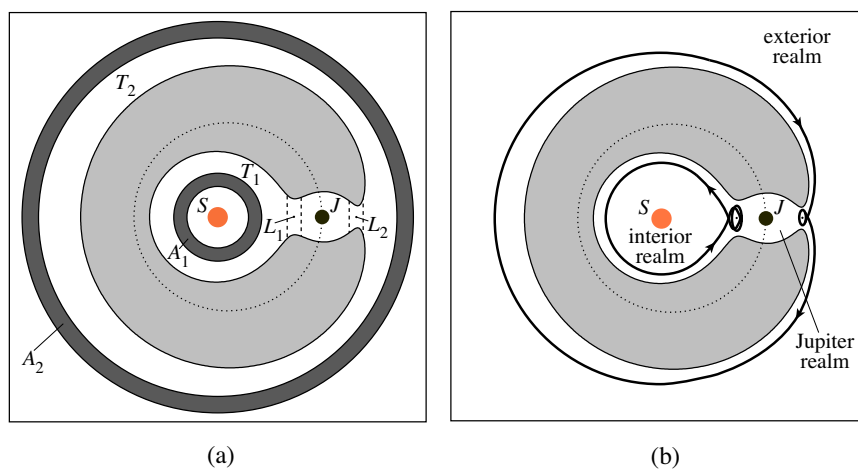 T2
T1
S
J
L1
L2
A1
A2
(a)
exterior
realm
S
J
interior
realm
Jupiter
realm
(b)